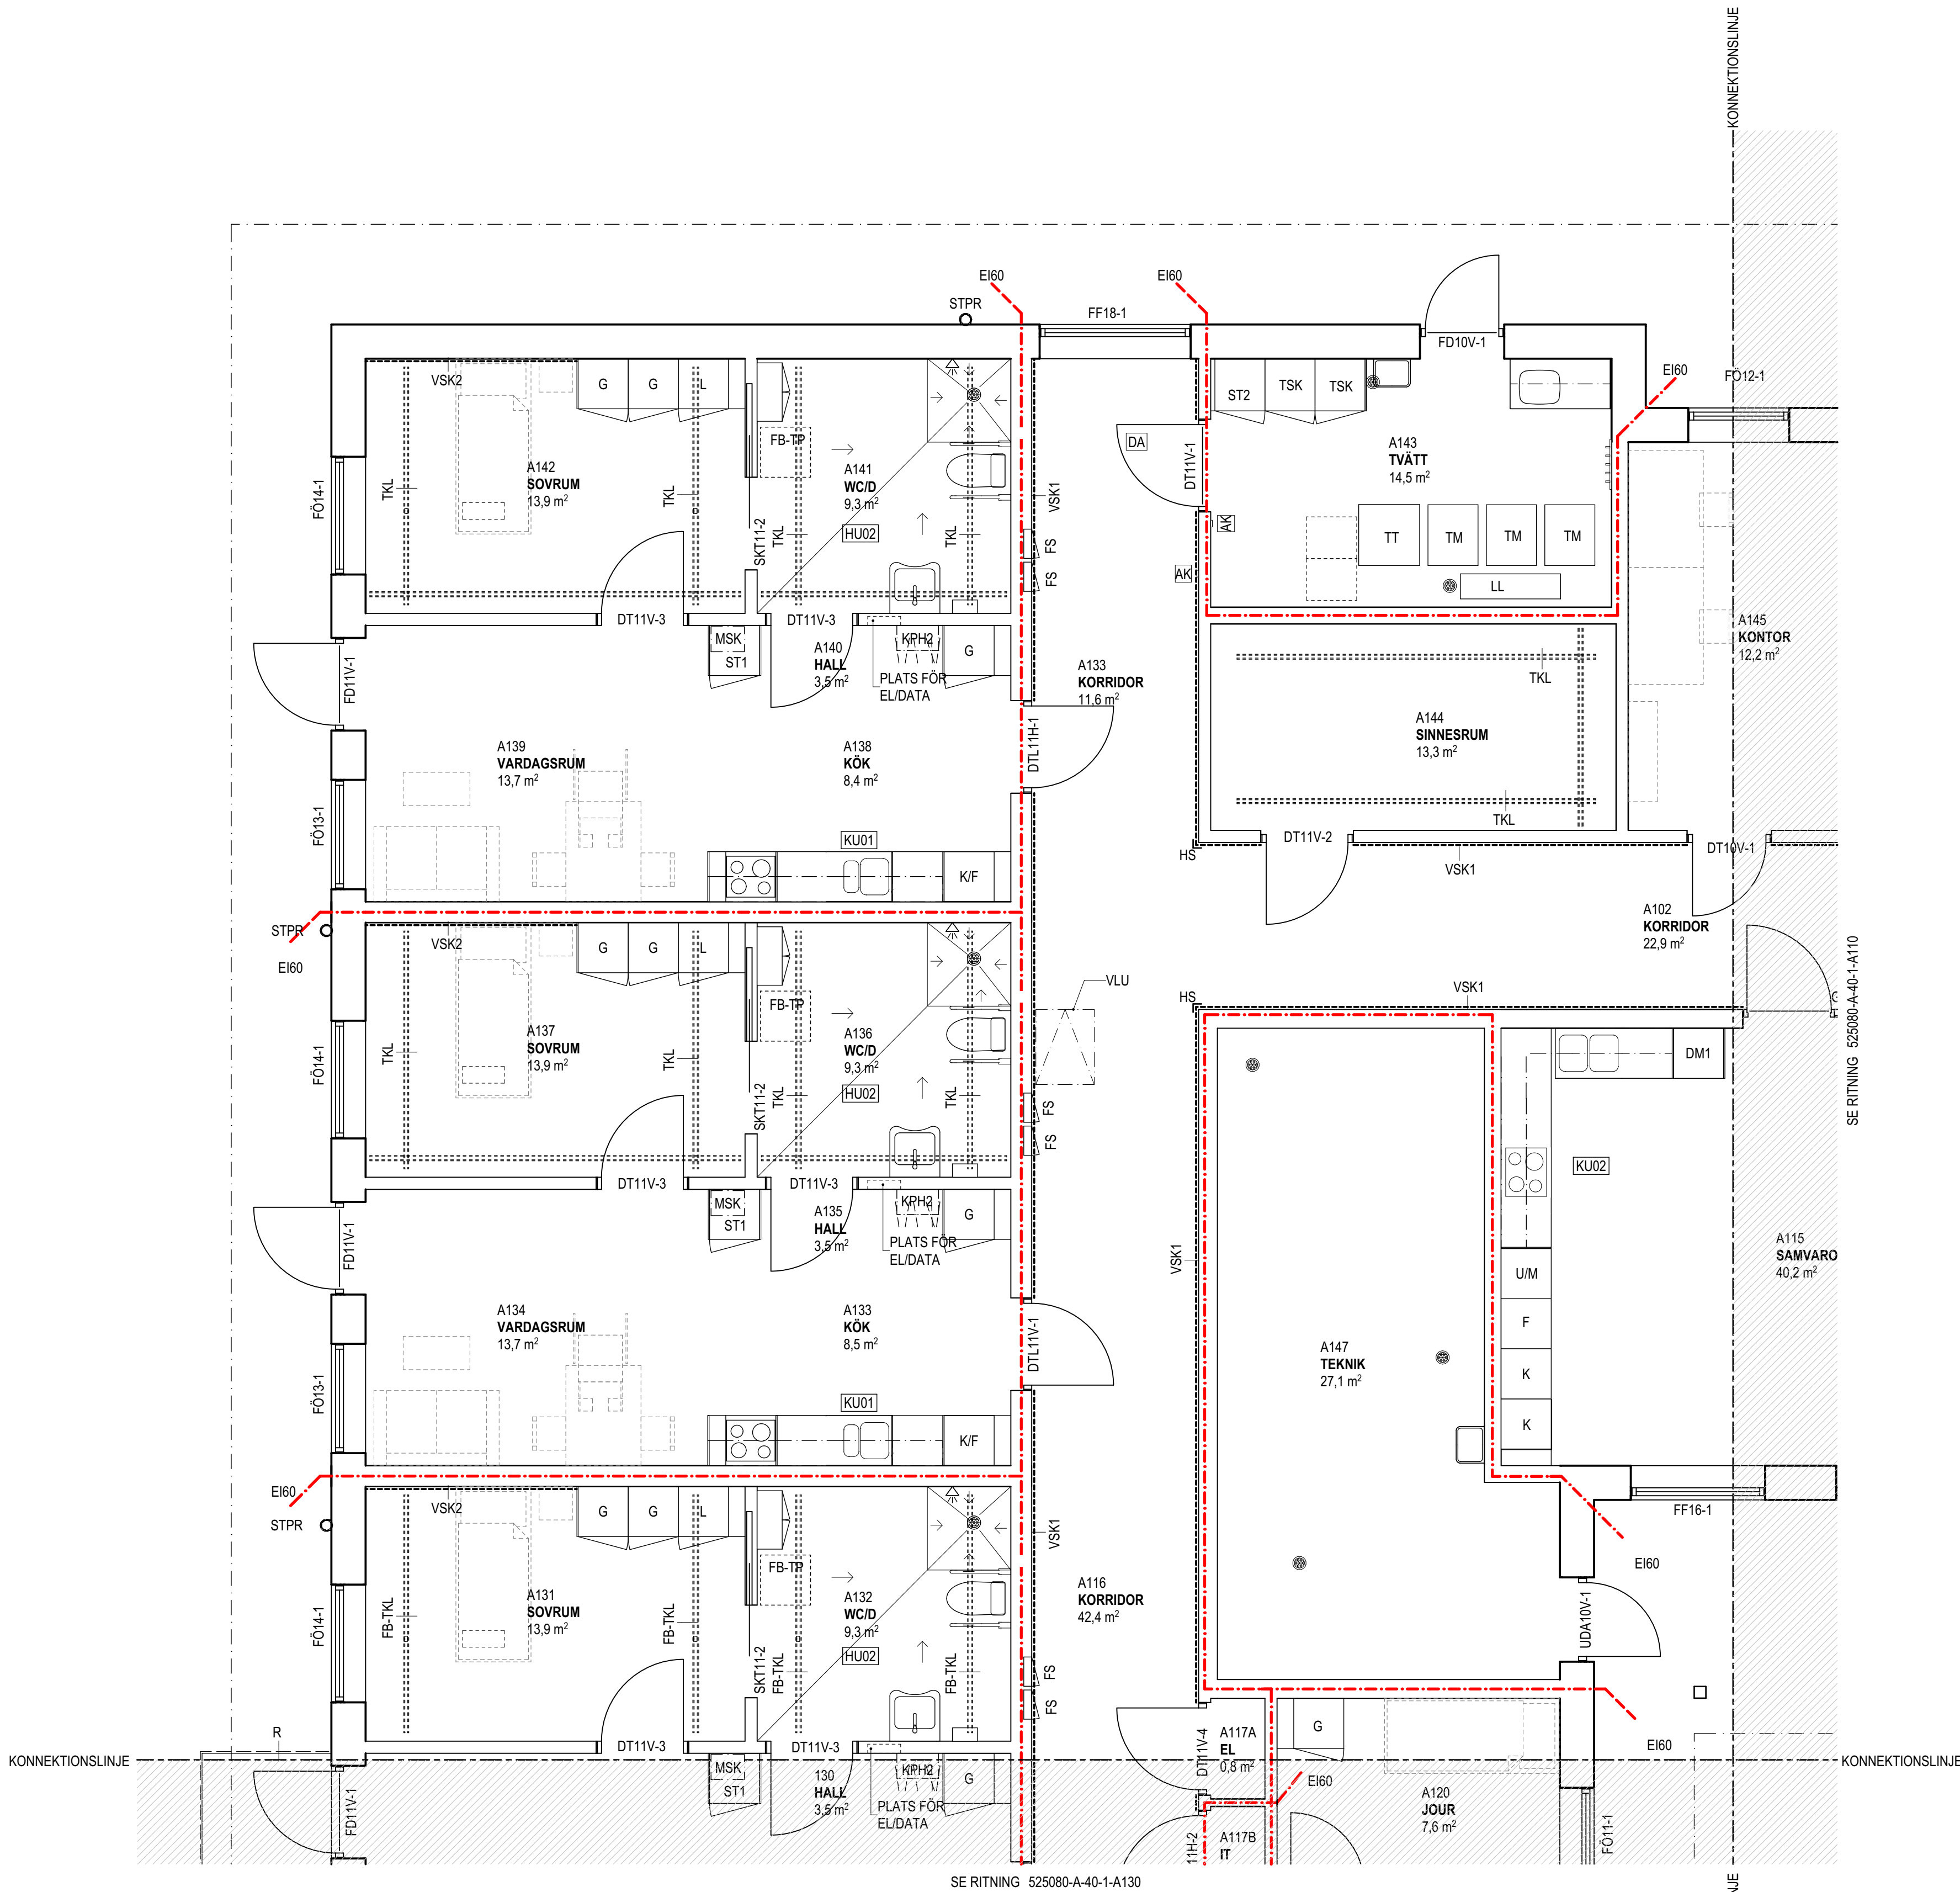 KONNEKTIONSLINJE
EI60
EI60
STPR
FF18-1
FD10V-1
EI60
FÖ12-1
VSK2
G
G
L
FB-TP
ST2
TSK
TSK
DA
DT11V-1
A142
SOVRUM
13,9 m²
A141
WC/D
9,3 m²
HU02
A143
TVÄTT
14,5 m²
FÖ14-1
TKL
TKL
SKT11-2
TKL
TKL
VSK1
FS
FS
AK
AK
TT
TM
TM
TM
LL
DT11V-3
DT11V-3
MSK
ST1
A140
HALL
3,5 m²
KPH2
G
PLATS FÖR
EL/DATA
A133
KORRIDOR
11,6 m²
A145
KONTOR
12,2 m²
TKL
FD11V-1
DTL11H-1
A144
SINNESRUM
13,3 m²
A139
VARDAGSRUM
13,7 m²
A138
KÖK
8,4 m²
FÖ13-1
KU01
K/F
TKL
DT11V-2
HS
VSK1
DT10V-1
A102
KORRIDOR
22,9 m²
STPR
EI60
VSK2
G
G
L
FB-TP
VLU
HS
VSK1
SE RITNING 525080-A-40-1-A110
A137
SOVRUM
13,9 m²
A136
WC/D
9,3 m²
HU02
FÖ14-1
TKL
TKL
SKT11-2
TKL
TKL
FS
FS
DM1
KU02
DT11V-3
DT11V-3
MSK
ST1
A135
HALL
3,5 m²
KPH2
G
PLATS FÖR
EL/DATA
VSK1
A115
SAMVARO
40,2 m²
U/M
F
K
K
FD11V-1
DTL11V-1
A134
VARDAGSRUM
13,7 m²
A133
KÖK
8,5 m²
A147
TEKNIK
27,1 m²
FÖ13-1
KU01
K/F
EI60
STPR
VSK2
G
G
L
FB-TP
VSK1
FF16-1
EI60
A131
SOVRUM
13,9 m²
A132
WC/D
9,3 m²
HU02
A116
KORRIDOR
42,4 m²
FÖ14-1
FB-TKL
FB-TKL
SKT11-2
FB-TKL
FB-TKL
FS
FS
UDA10V-1
R
DT11V-3
DT11V-3
DT11V-4
A117A
EL
0,8 m²
G
EI60
KONNEKTIONSLINJE
KONNEKTIONSLINJE
MSK
ST1
130
HALL
3,5 m²
KPH2
G
PLATS FÖR
EL/DATA
EI60
A120
JOUR
7,6 m²
FD11V-1
11H-2
A117B
IT
FÖ11-1
SE RITNING 525080-A-40-1-A130
NJE